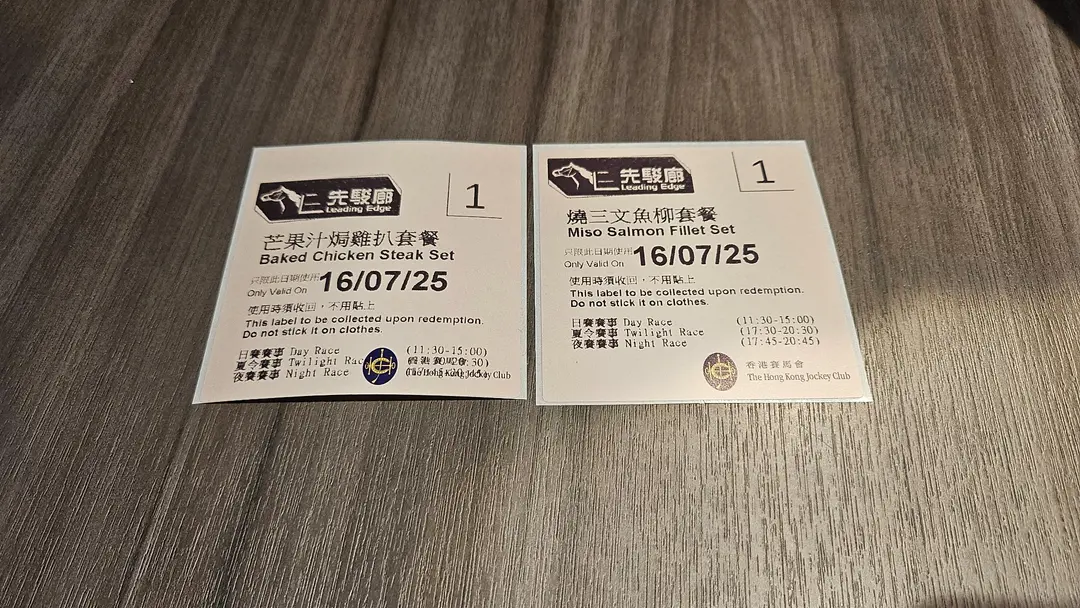 先駿廊
Leading Edge
1
芒果汁焗雞扒套餐
Baked Chicken Steak Set
只限此日期使用
Only Valid On
16/07/25
使用時須收回，不用貼上
This label to be collected upon redemption.
Do not stick it on clothes.
日賽賽事 Day Race (11:30-15:00)
夏令賽事 Twilight Rac
夜賽賽事 Night Race
The Hong Kong Jockey Club
先駿廊
Leading Edge
1
燒三文魚柳套餐
Miso Salmon Fillet Set
只限此日期使用
Only Valid On
16/07/25
使用時須收回，不用貼上
This label to be collected upon redemption.
Do not stick it on clothes.
日賽賽事 Day Race (11:30-15:00)
夏令賽事 Twilight Race (17:30-20:30)
夜賽賽事 Night Race (17:45-20:45)
香港賽馬會
The Hong Kong Jockey Club